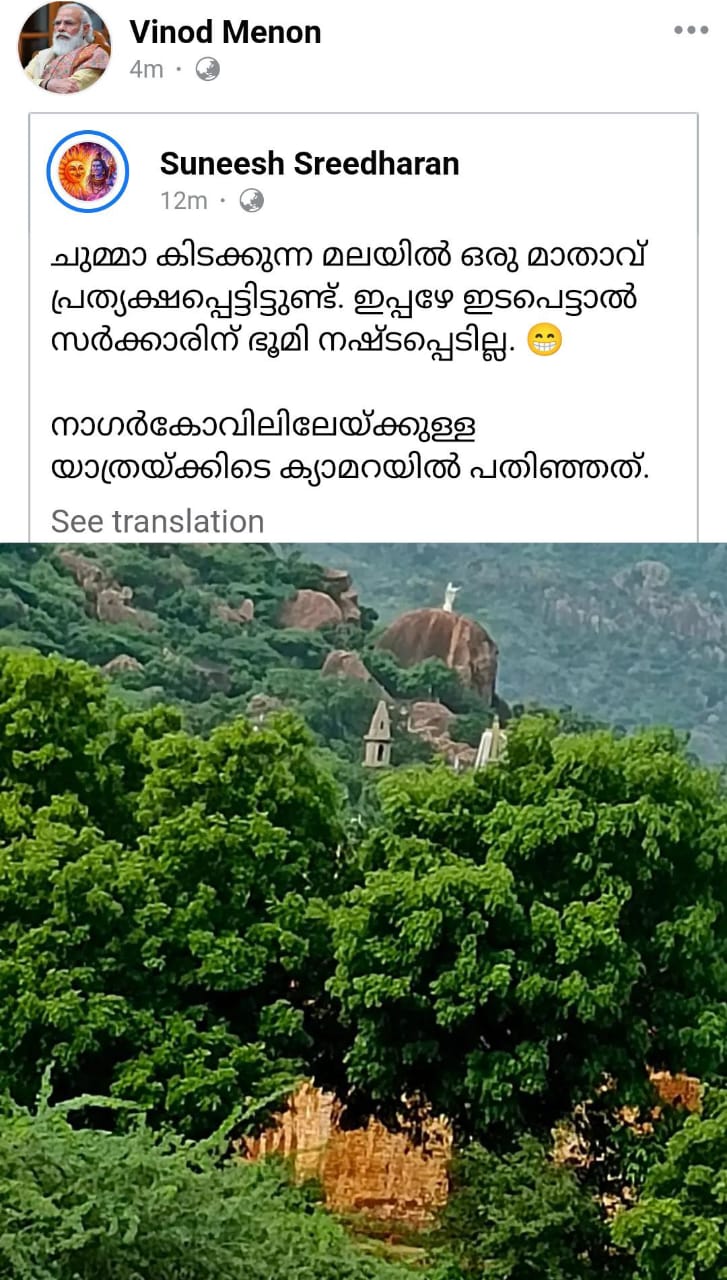 Vinod Menon
4m ·
Suneesh Sreedharan
12m ·
ചുമ്മാ കിടക്കുന്ന മലയിൽ ഒരു മാതാവ്
പ്രത്യക്ഷപ്പെട്ടിട്ടുണ്ട്. ഇപ്പഴേ ഇടപെട്ടാൽ
സർക്കാരിന് ഭൂമി നഷ്ടപ്പെടില്ല. 😁
നാഗർകോവിലിലേയ്ക്കുള്ള
യാത്രയ്ക്കിടെ ക്യാമറയിൽ പതിഞ്ഞത്.
See translation